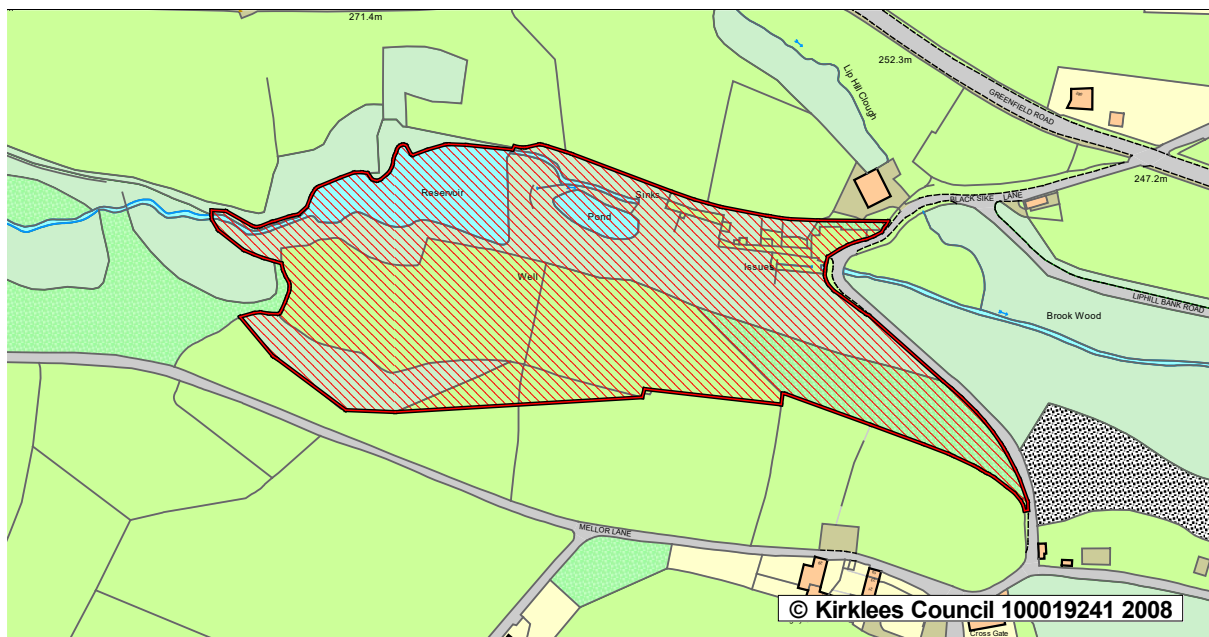 271.4m
252.3m
Lip Hill Clough
GREENFIELD ROAD
247.2m
Reservoir
Sinks
Pond
BLACK SIKE LANE
Issues
Well
LIPHILL BANK ROAD
Brook Wood
MELLOR LANE
© Kirklees Council 100019241 2008
Cross Gate